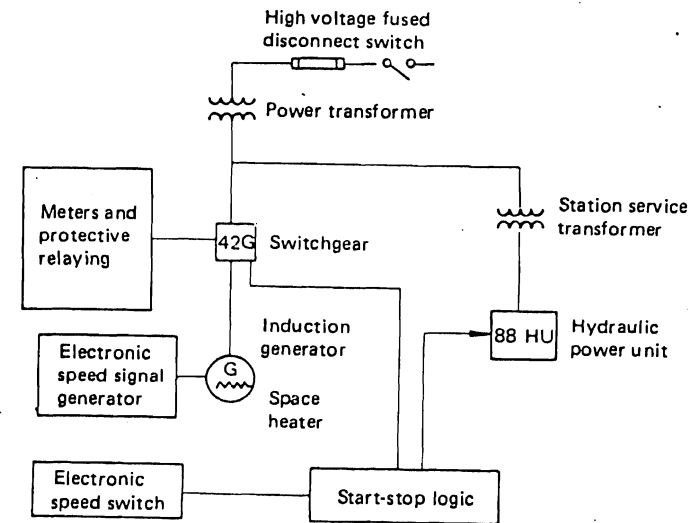 High voltage fused
disconnect switch
Power transformer
Station service
transformer
Meters and
protective
relaying
42G
Switchgear
88 HU
Hydraulic
power unit
Induction
generator
Electronic
speed signal
generator
G
Space
heater
Electronic
speed switch
Start-stop logic